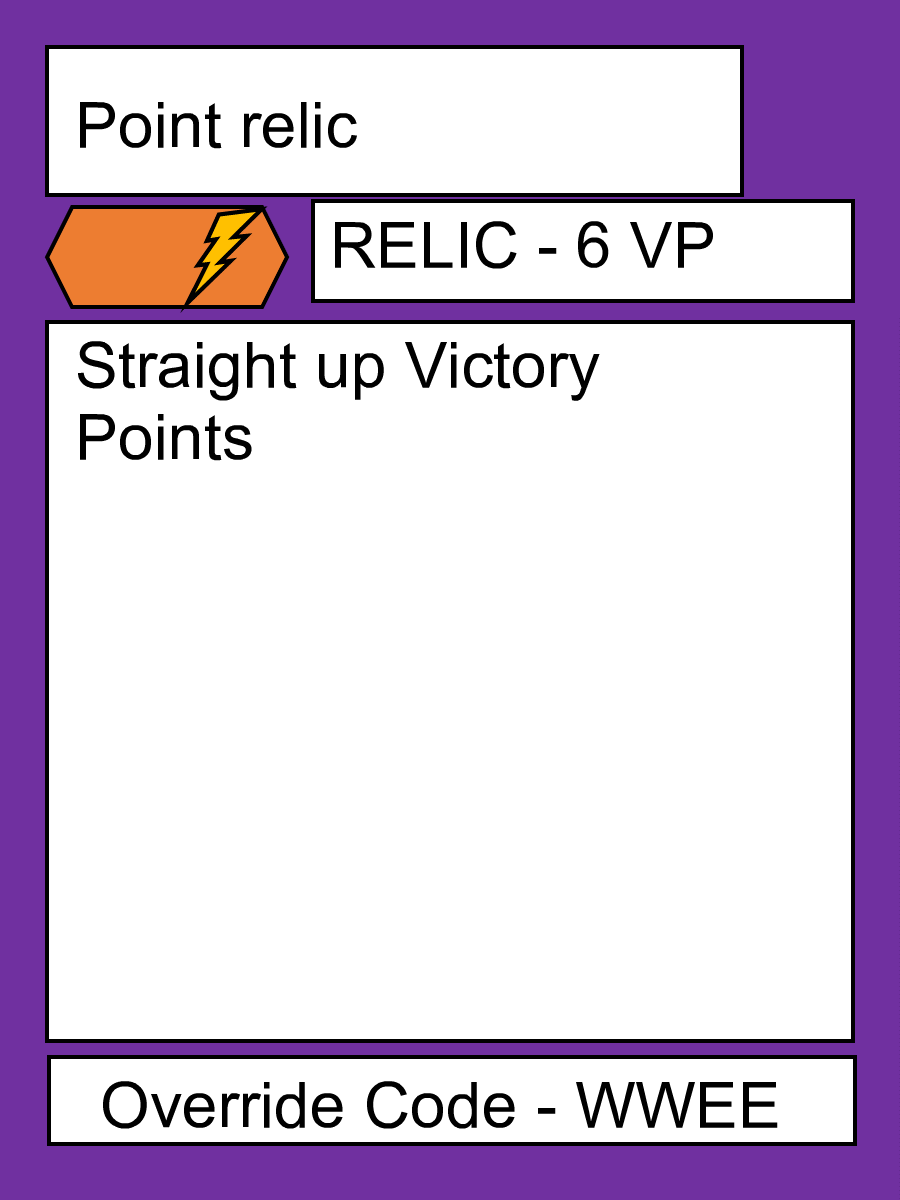 Point relic
RELIC - 6 VP
Straight up Victory
Points
Override Code - WWEE